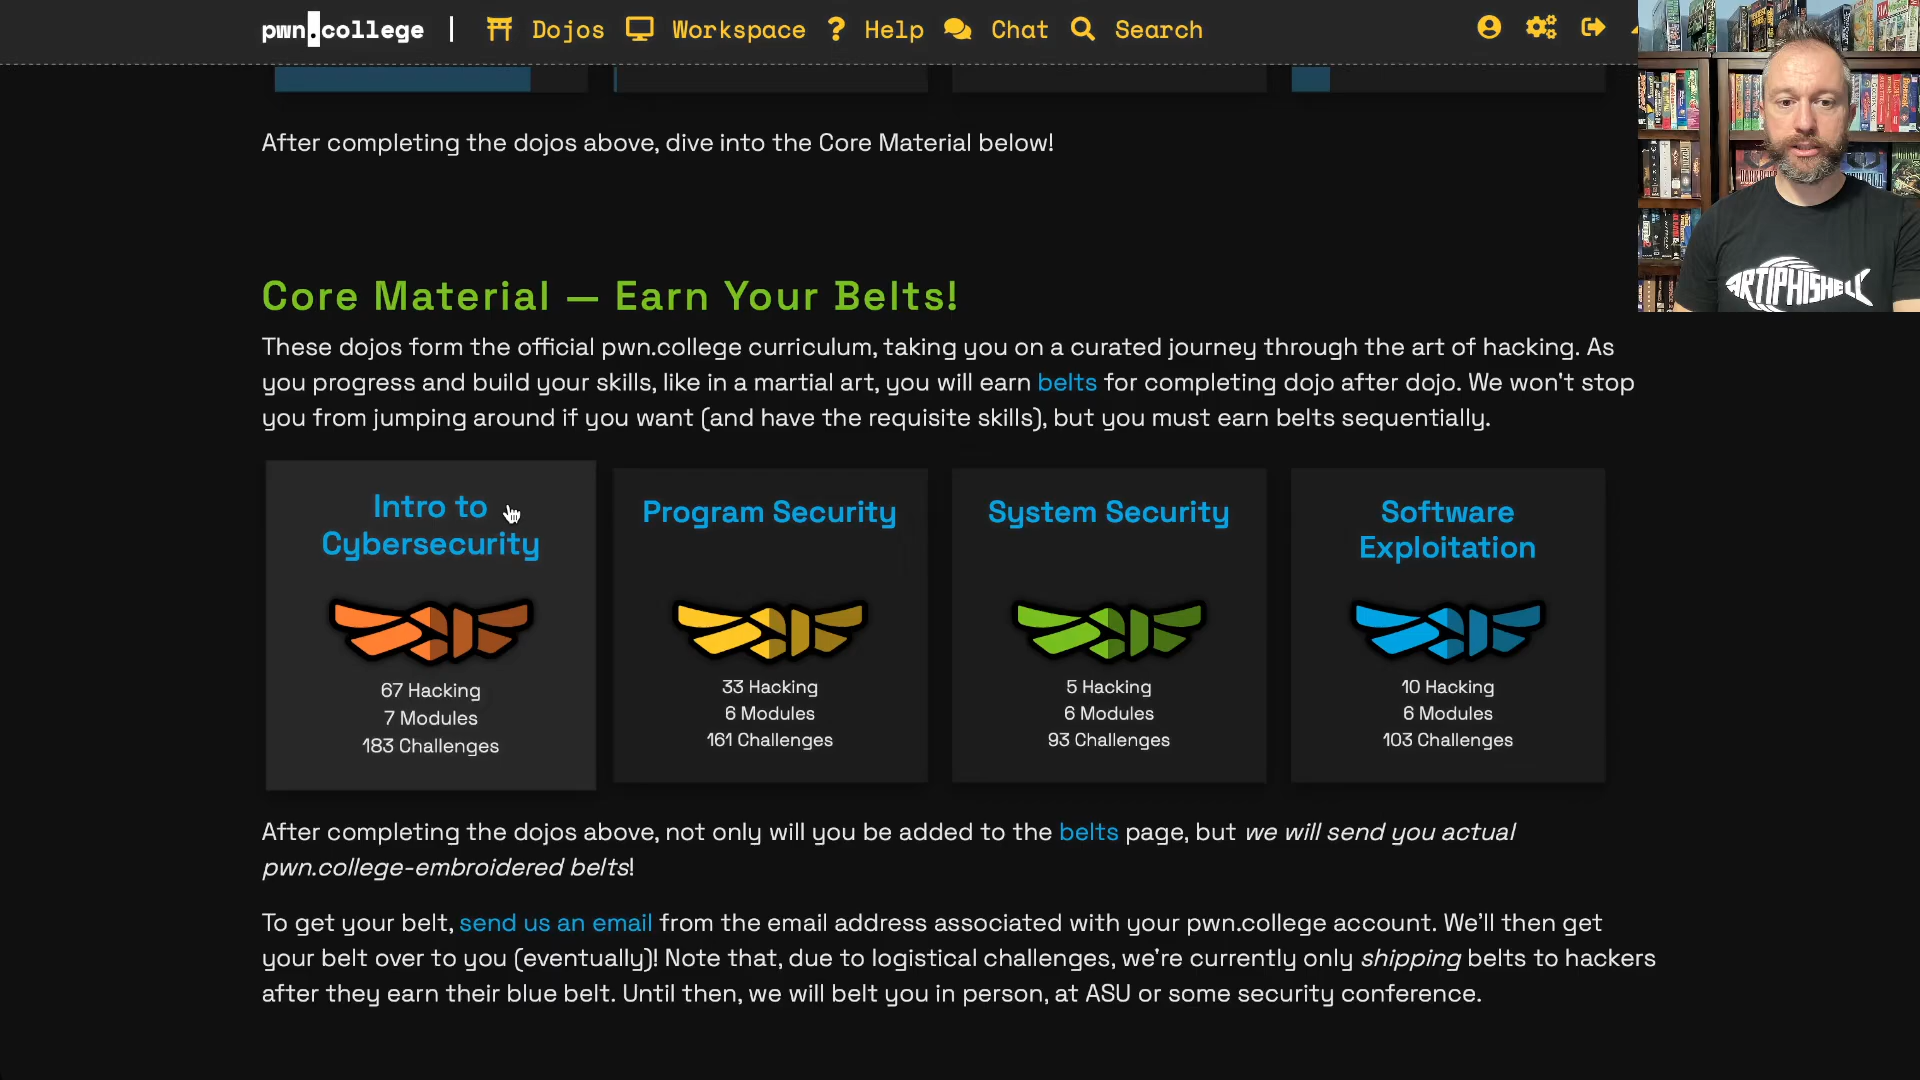 pwn.college | Dojos Workspace Help Chat Search
After completing the dojos above, dive into the Core Material below!
Core Material — Earn Your Belts!
These dojos form the official pwn.college curriculum, taking you on a curated journey through the art of hacking. As
you progress and build your skills, like in a martial art, you will earn belts for completing dojo after dojo. We won't stop
you from jumping around if you want (and have the requisite skills), but you must earn belts sequentially.
Intro to
Cybersecurity
67 Hacking
7 Modules
183 Challenges
Program Security
33 Hacking
6 Modules
161 Challenges
System Security
5 Hacking
6 Modules
93 Challenges
Software
Exploitation
10 Hacking
6 Modules
103 Challenges
After completing the dojos above, not only will you be added to the belts page, but we will send you actual
pwn.college-embroidered belts!
To get your belt, send us an email from the email address associated with your pwn.college account. We'll then get
your belt over to you (eventually)! Note that, due to logistical challenges, we're currently only shipping belts to hackers
after they earn their blue belt. Until then, we will belt you in person, at ASU or some security conference.
ARTIPHISHELL